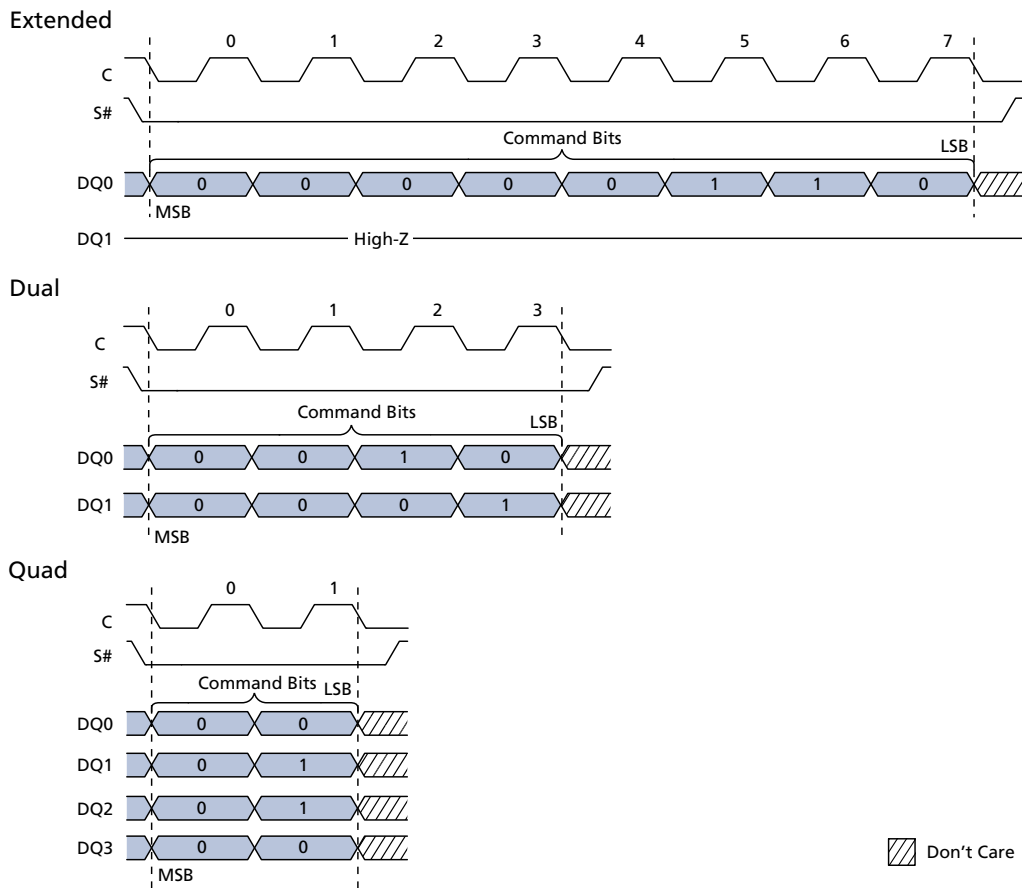 Extended
0 1 2 3 4 5 6 7
C
S#
Command Bits LSB
DQ0 0 0 0 0 0 1 1 0
MSB
DQ1 High-Z
Dual
0 1 2 3
C
S#
Command Bits LSB
DQ0 0 0 1 0
DQ1 0 0 0 1
MSB
Quad
0 1
C
S#
Command Bits LSB
DQ0 0 0
DQ1 0 1
DQ2 0 1
DQ3 0 0
Don't Care
MSB